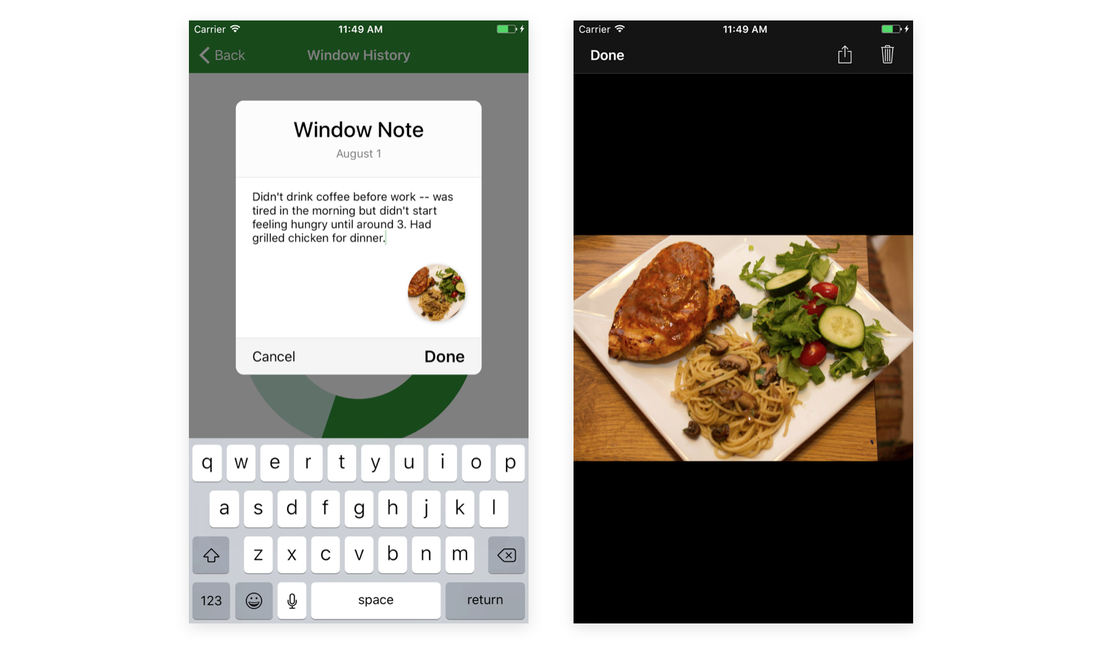 Carrier 11:49 AM
Back Window History
Window Note
August 1
Didn't drink coffee before work -- was
tired in the morning but didn't start
feeling hungry until around 3. Had
grilled chicken for dinner.
Cancel Done
q w e r t y u i o p
a s d f g h j k l
z x c v b n m
123 space return
Carrier 11:49 AM
Done